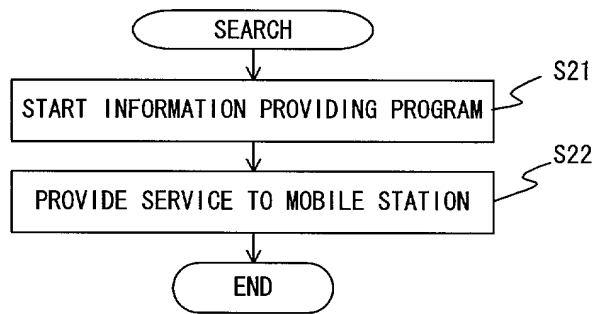 SEARCH
START INFORMATION PROVIDING PROGRAM
S21
PROVIDE SERVICE TO MOBILE STATION
S22
END